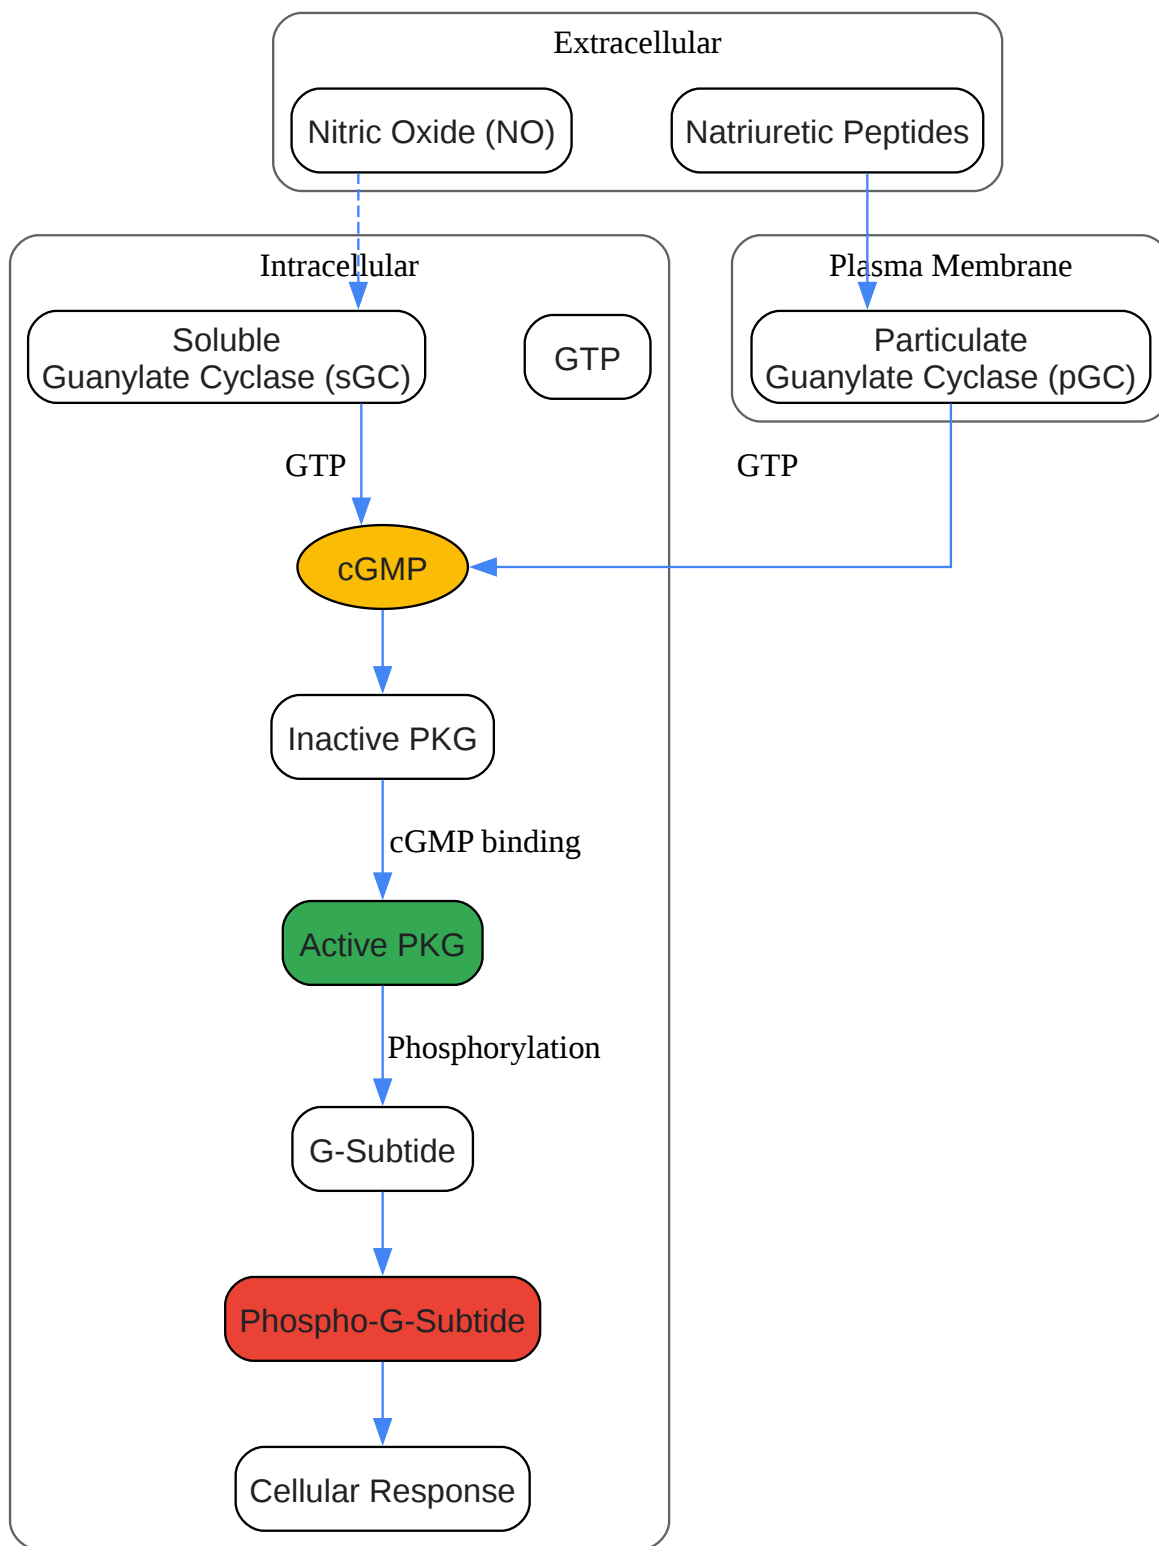 Extracellular
Nitric Oxide (NO)
Natriuretic Peptides
Intracellular
Plasma Membrane
Soluble
Guanylate Cyclase (sGC)
GTP
Particulate
Guanylate Cyclase (pGC)
GTP
GTP
cGMP
Inactive PKG
cGMP binding
Active PKG
Phosphorylation
G-Subtide
Phospho-G-Subtide
Cellular Response